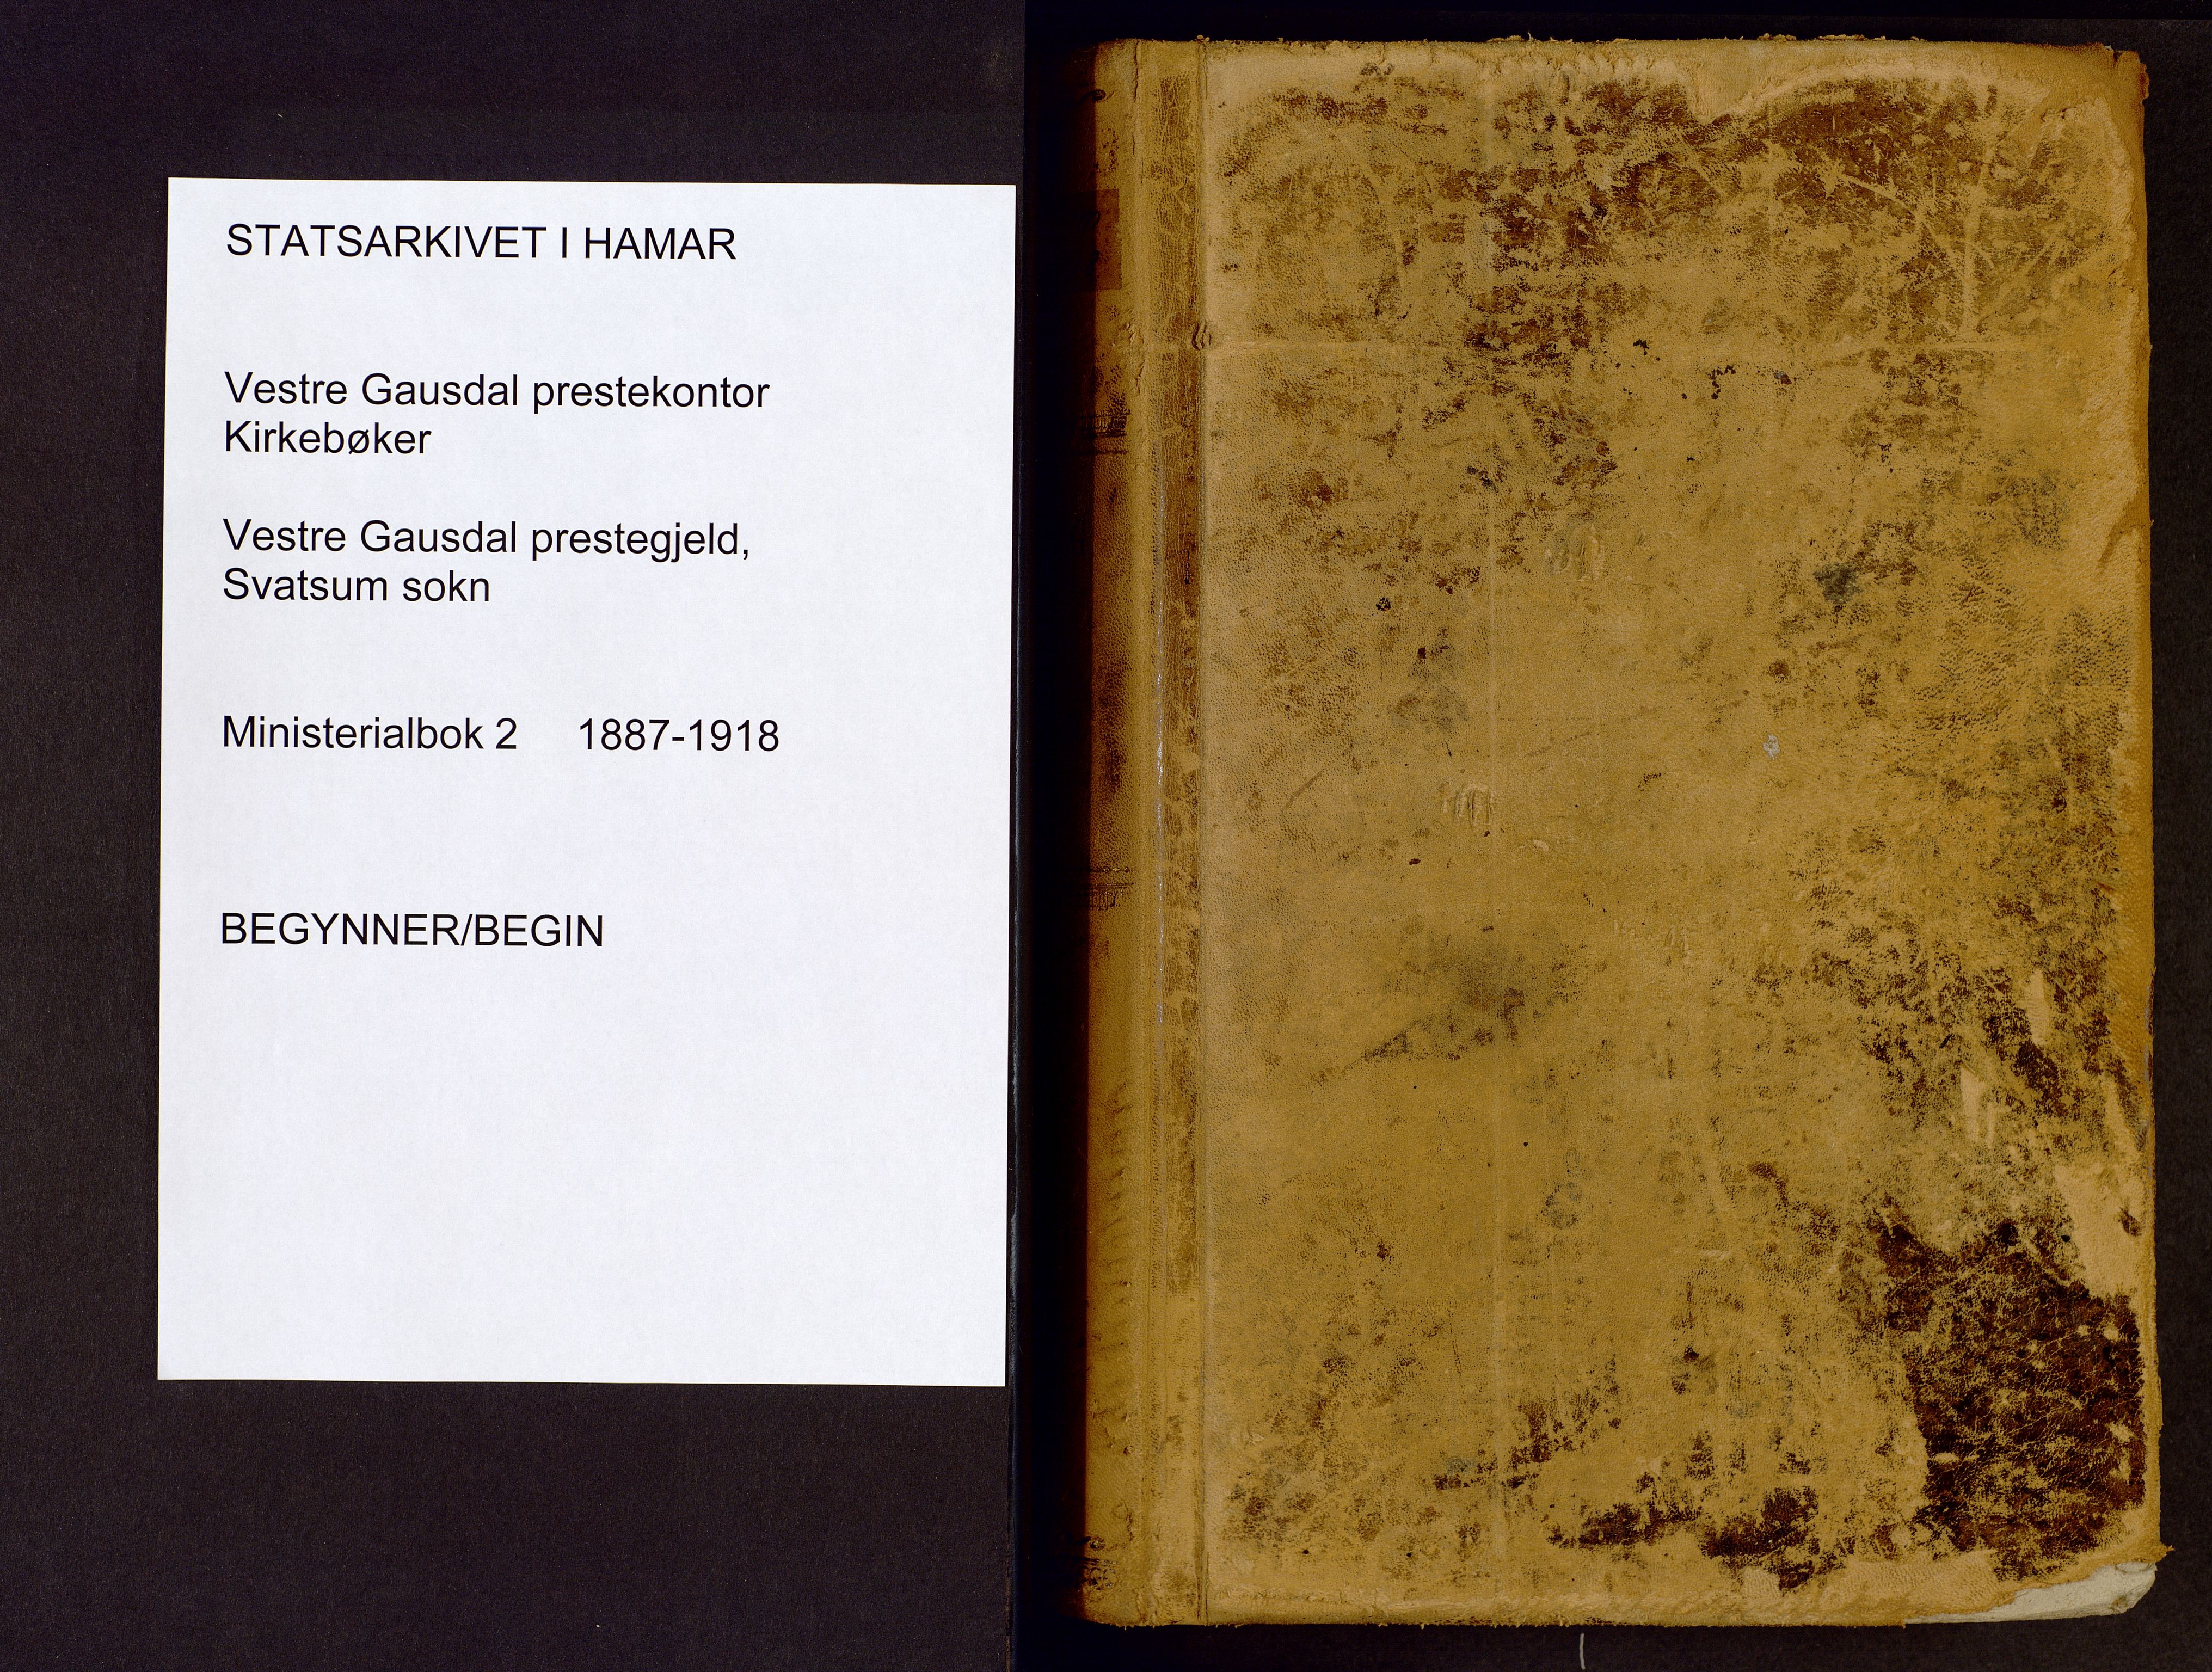 STATSARKIVET I HAMAR
Vestre Gausdal prestekontor
Kirkebøker
Vestre Gausdal prestegjeld,
Svatsum sokn
Ministerialbok 2 1887-1918
BEGYNNER/BEGIN